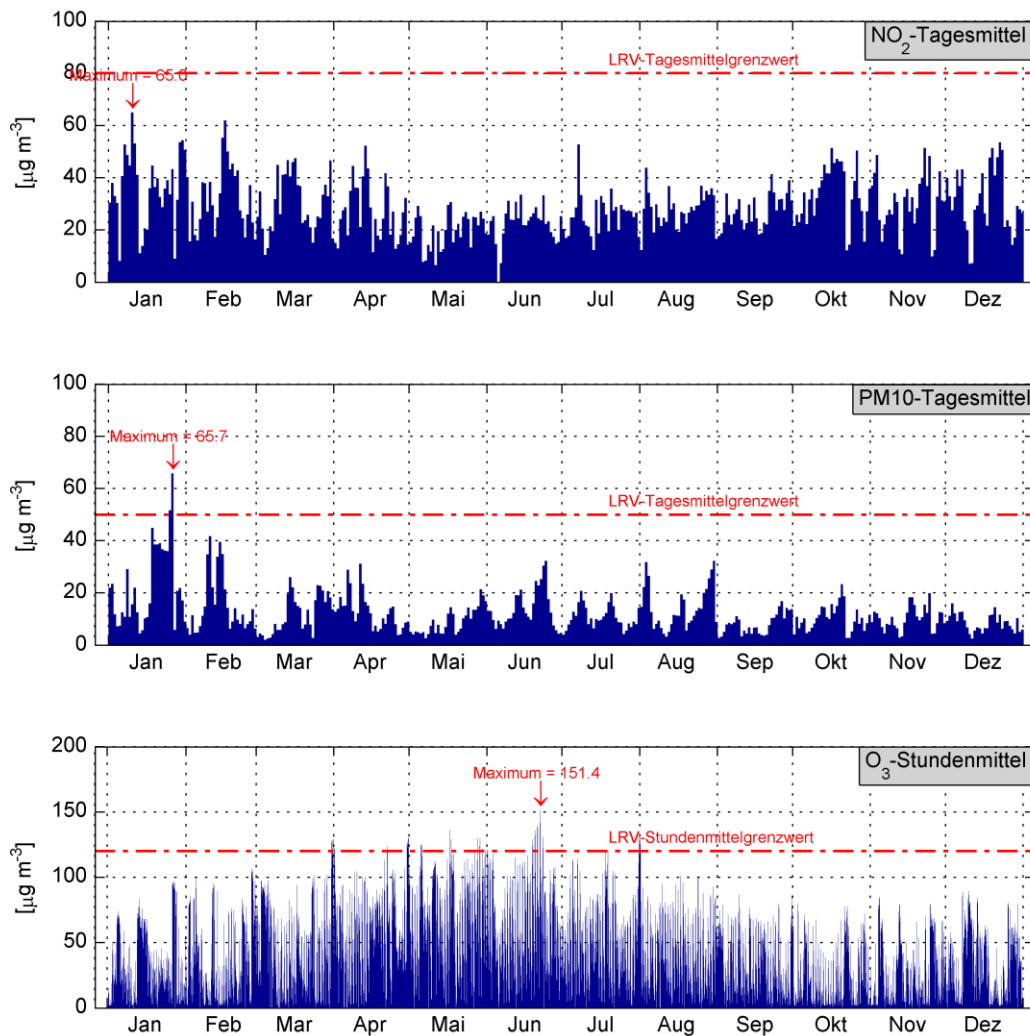 100
NO2-Tagesmittel
LRV-Tagesmittelgrenzwert
80
Maximum = 65.0
60
[µg m-3]
40
20
0
Jan Feb Mar Apr Mai Jun Jul Aug Sep Okt Nov Dez
100
PM10-Tagesmittel
80
Maximum = 65.7
60
LRV-Tagesmittelgrenzwert
[µg m-3]
40
20
0
Jan Feb Mar Apr Mai Jun Jul Aug Sep Okt Nov Dez
200
O3-Stundenmittel
Maximum = 151.4
150
LRV-Stundenmittelgrenzwert
[µg m-3]
100
50
0
Jan Feb Mar Apr Mai Jun Jul Aug Sep Okt Nov Dez